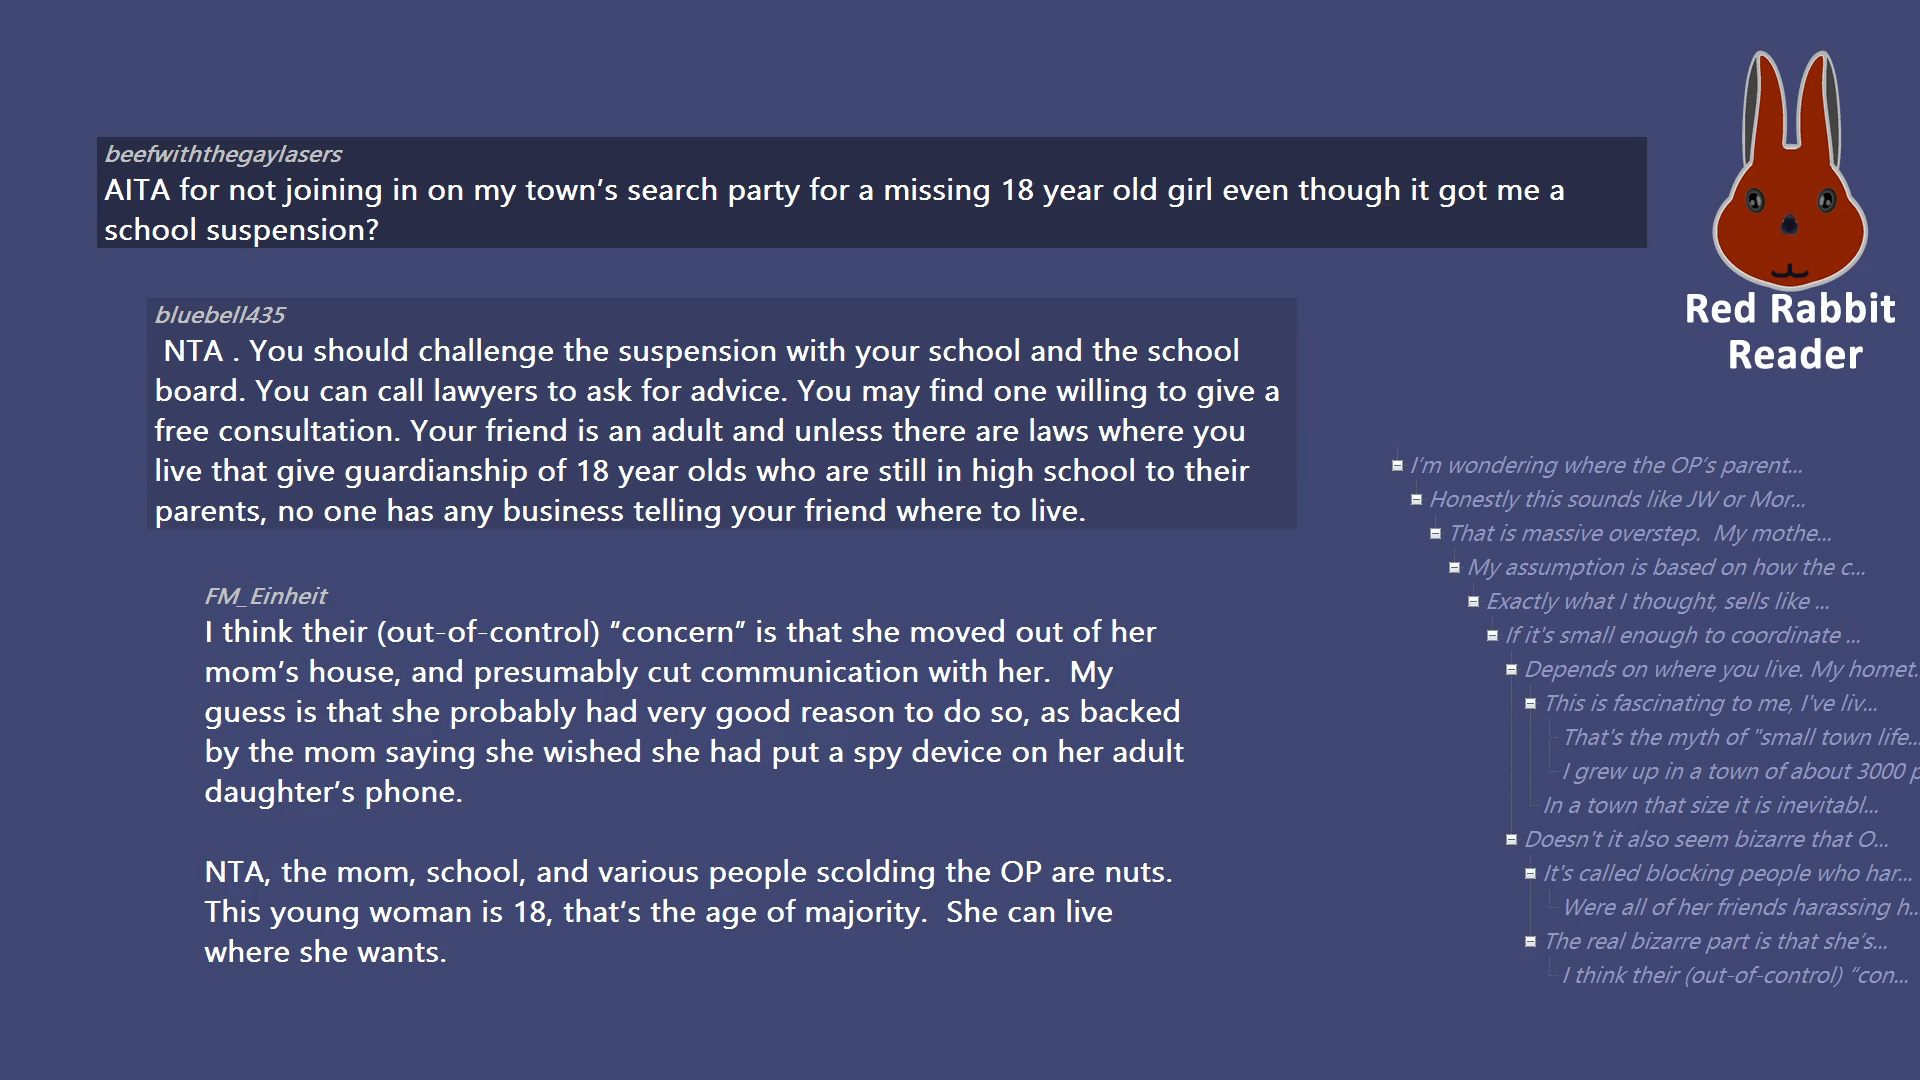 beefwiththegaylasers
AITA for not joining in on my town’s search party for a missing 18 year old girl even though it got me a
school suspension?
bluebell435
NTA . You should challenge the suspension with your school and the school
board. You can call lawyers to ask for advice. You may find one willing to give a
free consultation. Your friend is an adult and unless there are laws where you
live that give guardianship of 18 year olds who are still in high school to their
parents, no one has any business telling your friend where to live.
FM_Einheit
I think their (out-of-control) “concern” is that she moved out of her
mom’s house, and presumably cut communication with her.  My
guess is that she probably had very good reason to do so, as backed
by the mom saying she wished she had put a spy device on her adult
daughter’s phone.
NTA, the mom, school, and various people scolding the OP are nuts.
This young woman is 18, that‘s the age of majority.  She can live
where she wants.
Red Rabbit
Reader
I’m wondering where the OP’s parent...
Honestly this sounds like JW or Mor...
That is massive overstep.  My mothe...
My assumption is based on how the c...
Exactly what I thought, sells like ...
If it's small enough to coordinate ...
Depends on where you live. My homet..
This is fascinating to me, I've liv...
That's the myth of "small town life...
I grew up in a town of about 3000 p
In a town that size it is inevitabl...
Doesn't it also seem bizarre that O...
It's called blocking people who har...
Were all of her friends harassing h...
The real bizarre part is that she’s...
I think their (out-of-control) “con...